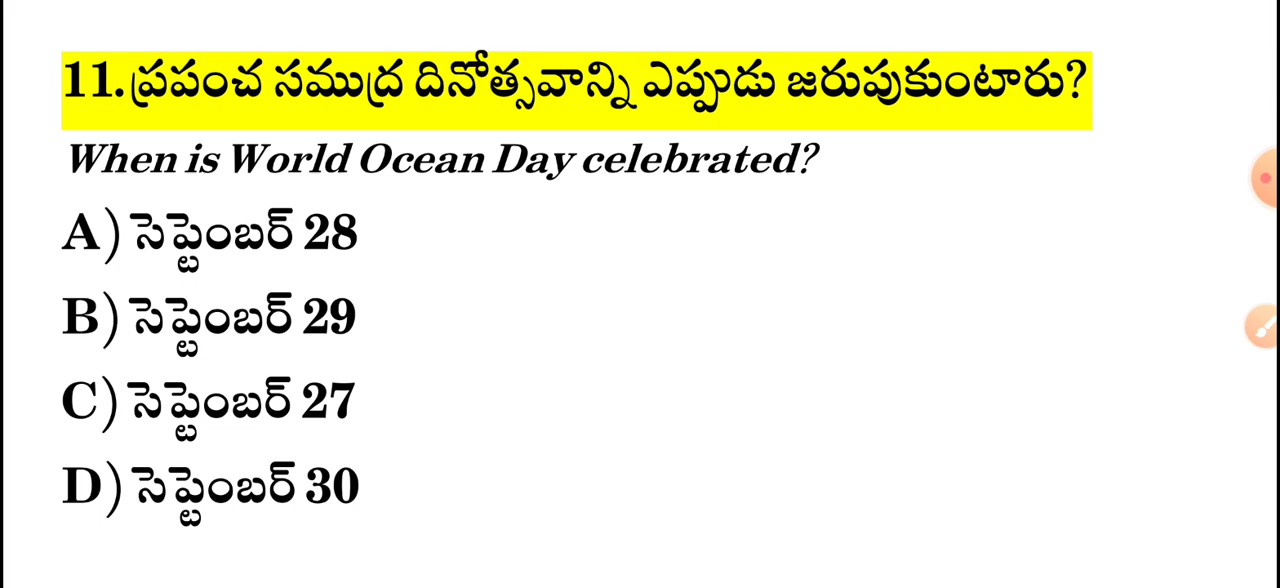 11.ప్రపంచ సముద్ర దినోత్సవాన్ని ఎప్పుడు జరుపుకుంటారు?
When is World Ocean Day celebrated?
A) సెప్టెంబర్ 28
B) సెప్టెంబర్ 29
C) సెప్టెంబర్ 27
D) సెప్టెంబర్ 30